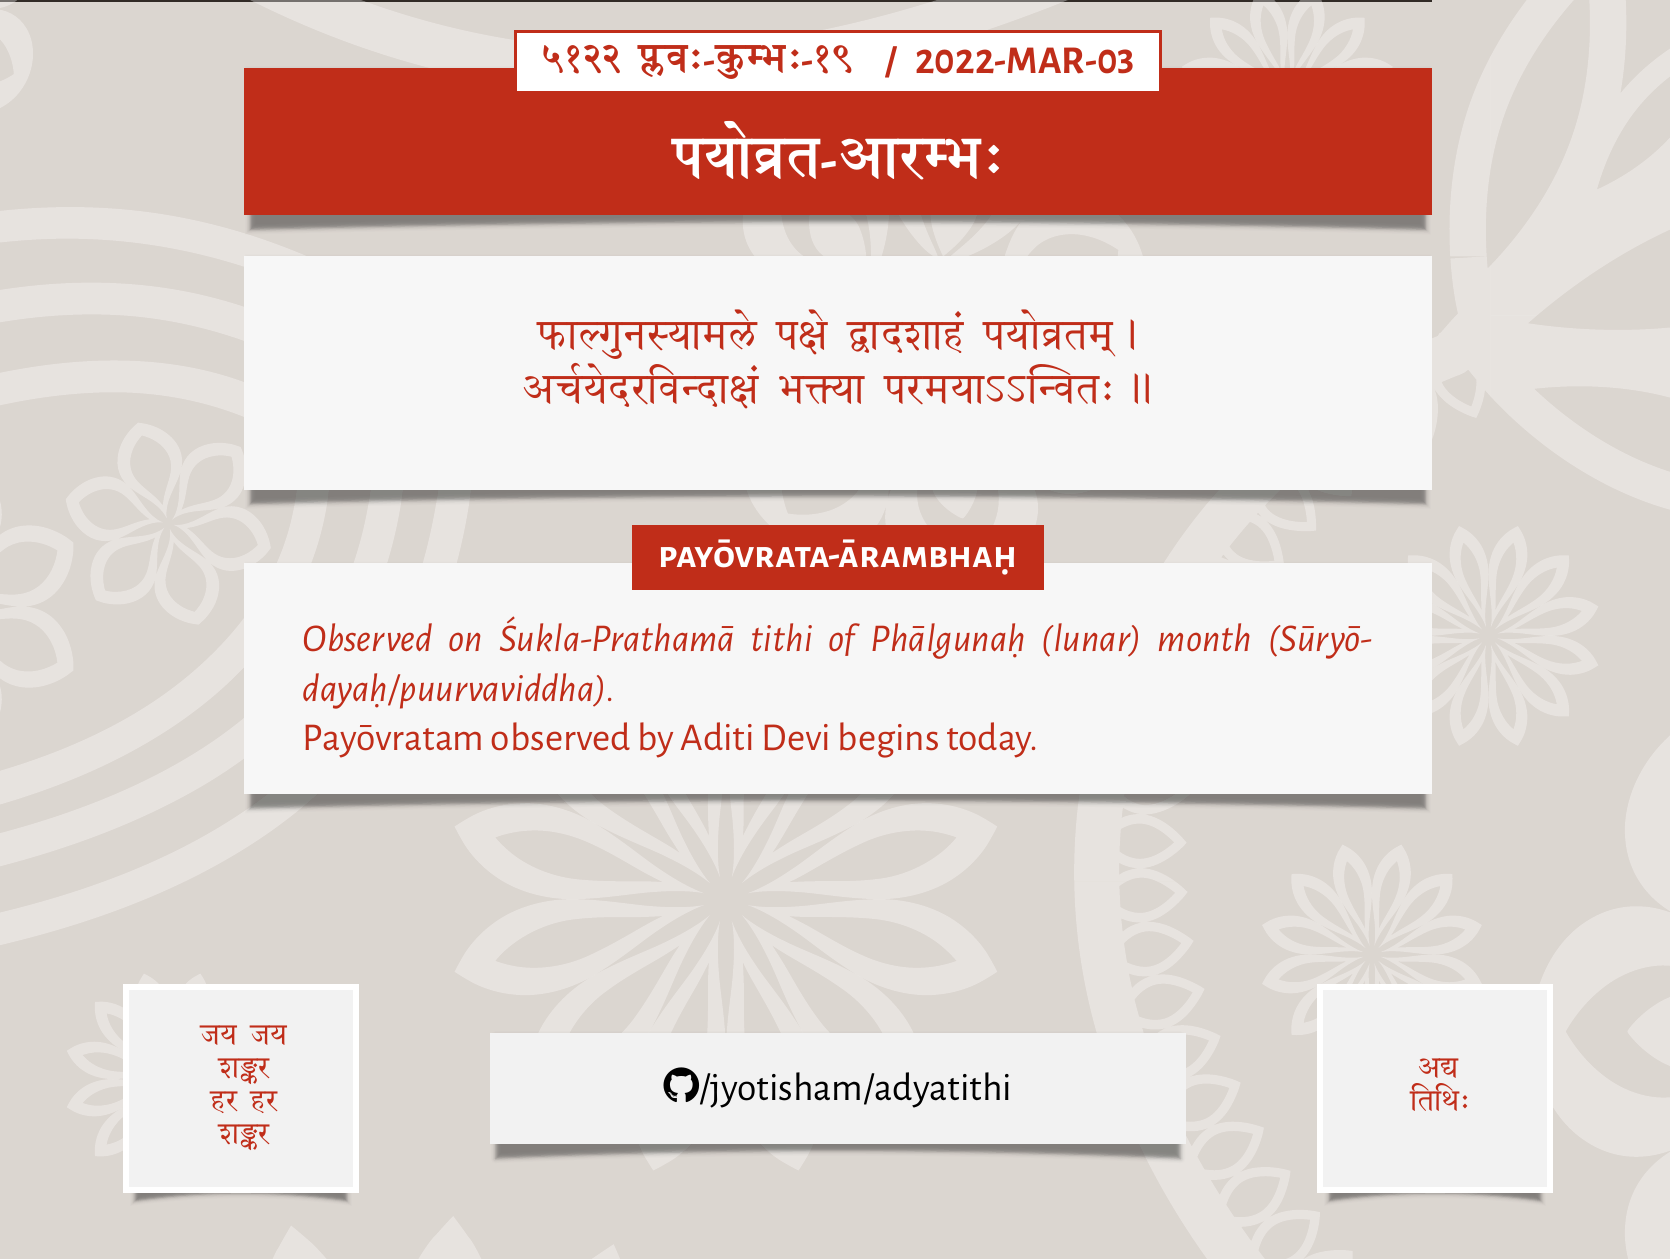 ५१२२ प्लवः-कुम्भः-१९ / 2022-MAR-03
पयोव्रत-आरम्भः
फाल्गुनस्यामले पक्षे द्वादशाहं पयोव्रतम् ।
अर्चयेदरविन्दाक्षं भक्त्या परमयाऽऽन्वितः ॥
PAYŌVRATA-ĀRAMBHAḤ
Observed on Śukla-Prathamā tithi of Phālgunaḥ (lunar) month (Sūryō-
dayaḥ/puurvaviddha).
Payōvratam observed by Aditi Devi begins today.
जय जय
शङ्कर
हर हर
शङ्कर
/jyotisham/adyatithi
अद्य
तिथिः